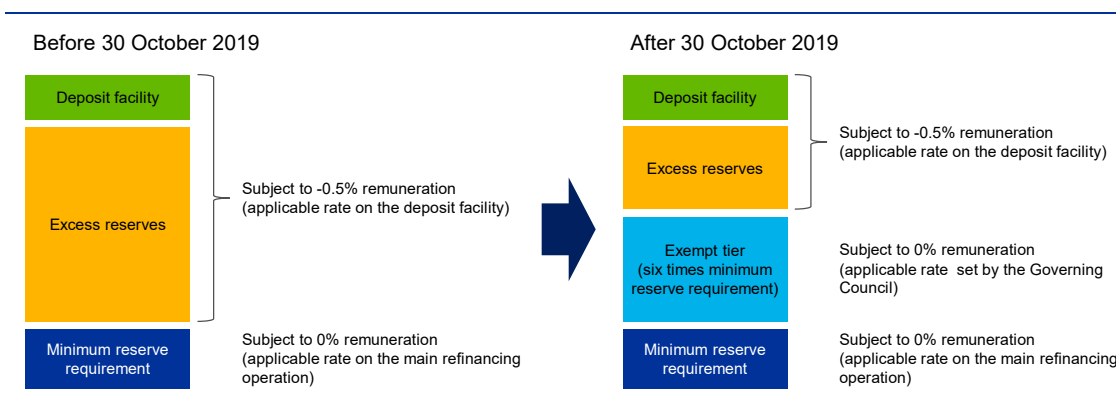 Before 30 October 2019
Deposit facility
Excess reserves
Subject to -0.5% remuneration
(applicable rate on the deposit facility)
Minimum reserve
requirement
Subject to 0% remuneration
(applicable rate on the main refinancing
operation)
After 30 October 2019
Deposit facility
Excess reserves
Subject to -0.5% remuneration
(applicable rate on the deposit facility)
Exempt tier
(six times minimum
reserve requirement)
Subject to 0% remuneration
(applicable rate set by the Governing
Council)
Minimum reserve
requirement
Subject to 0% remuneration
(applicable rate on the main refinancing
operation)